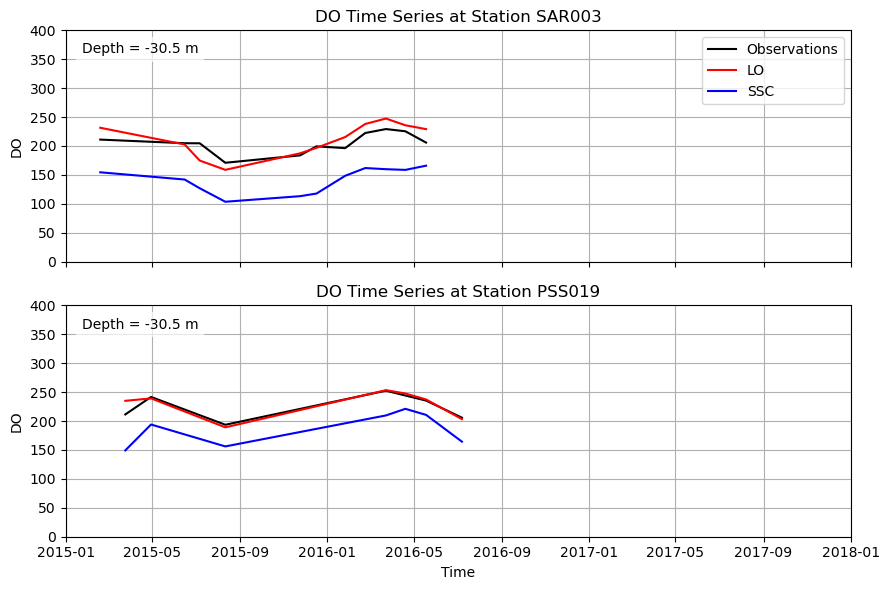 DO Time Series at Station SAR003
400
350
300
250
200
150
100
50
0
DO
Depth = -30.5 m
Observations
LO
SSC
DO Time Series at Station PSS019
400
350
300
250
200
150
100
50
0
DO
Depth = -30.5 m
2015-01 2015-05 2015-09 2016-01 2016-05 2016-09 2017-01 2017-05 2017-09 2018-01
Time